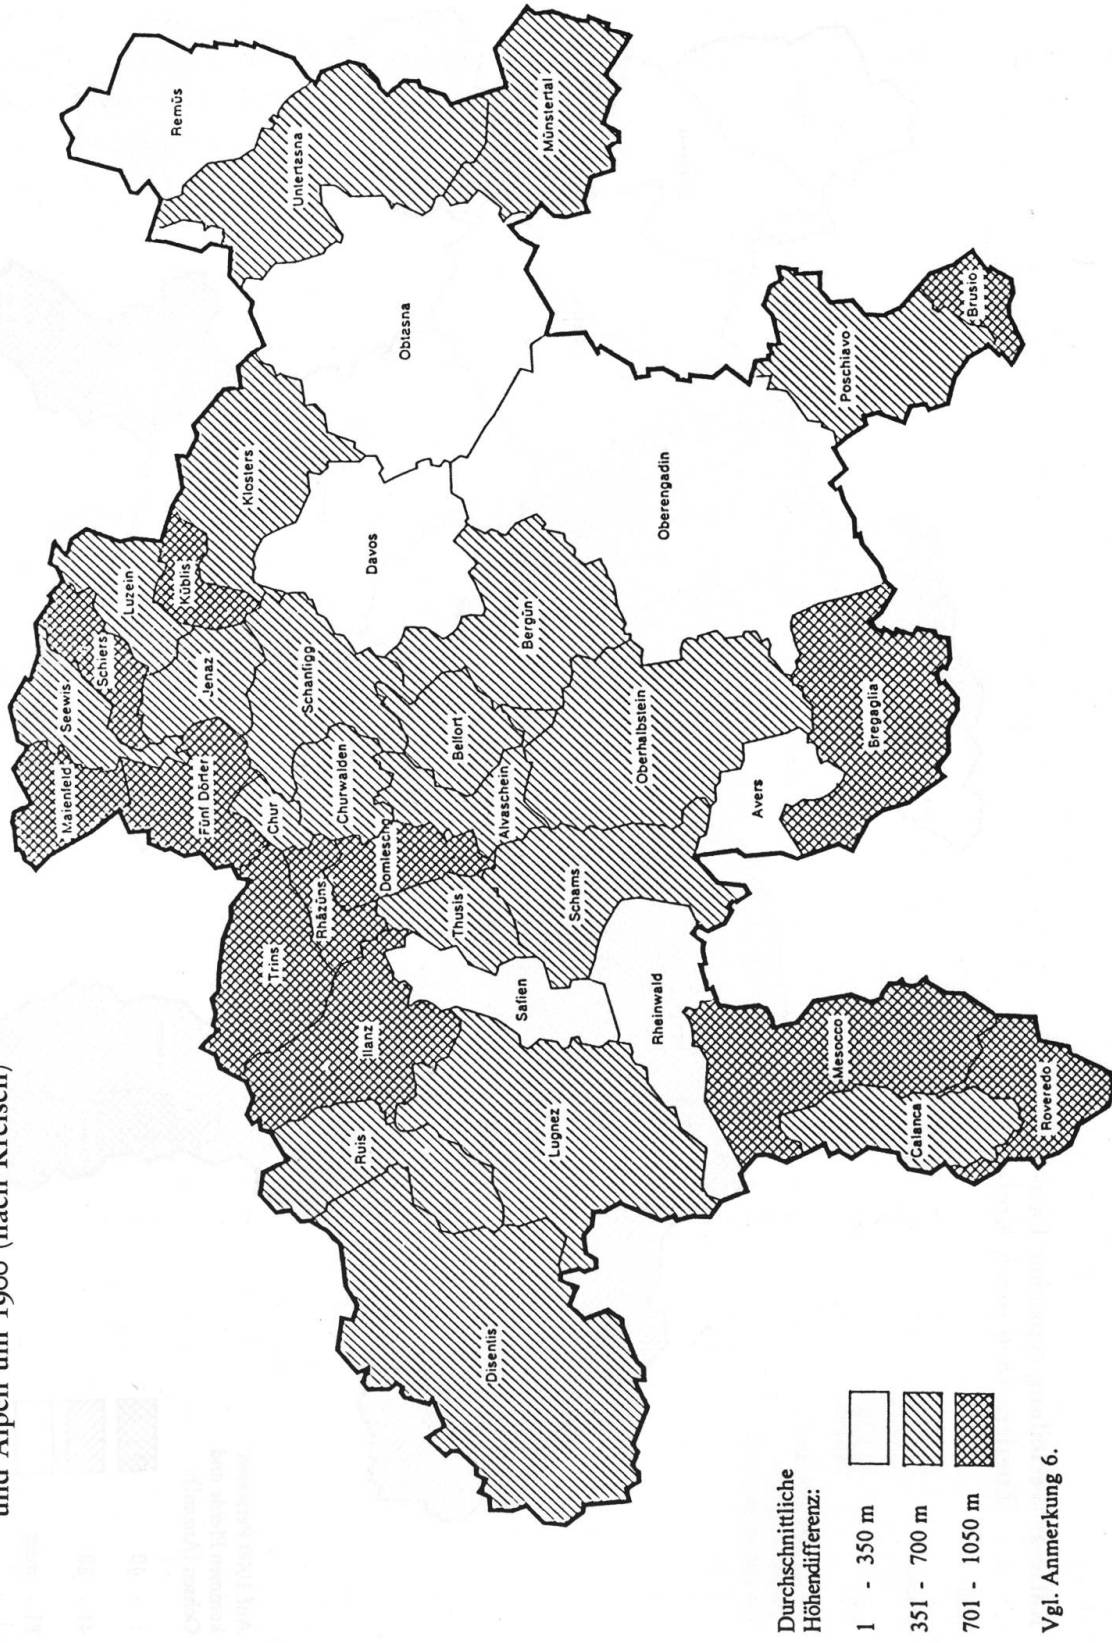 und Alpen um 1900 (nach Kreisen)
Remüs
Untertasna
Münstertal
Obtasna
Brusio
Poschiavo
Klosters
Oberengadin
Davos
Luzein
Küblis
Schiers
Jenaz
Seewis
Schanfigg
Bergün
Maienfeld
Fünf Dörfer
Belfort
Oberhalbstein
Bregaglia
Chur
Churwalden
Alvaschein
Avers
Domleschg
Rhäzüns
Thusis
Schams
Trins
Safien
Rheinwald
Ilanz
Mesocco
Roveredo
Calanca
Ruis
Lugnez
Disentis
Durchschnittliche
Höhendifferenz:
1 - 350 m
351 - 700 m
701 - 1050 m
Vgl. Anmerkung 6.